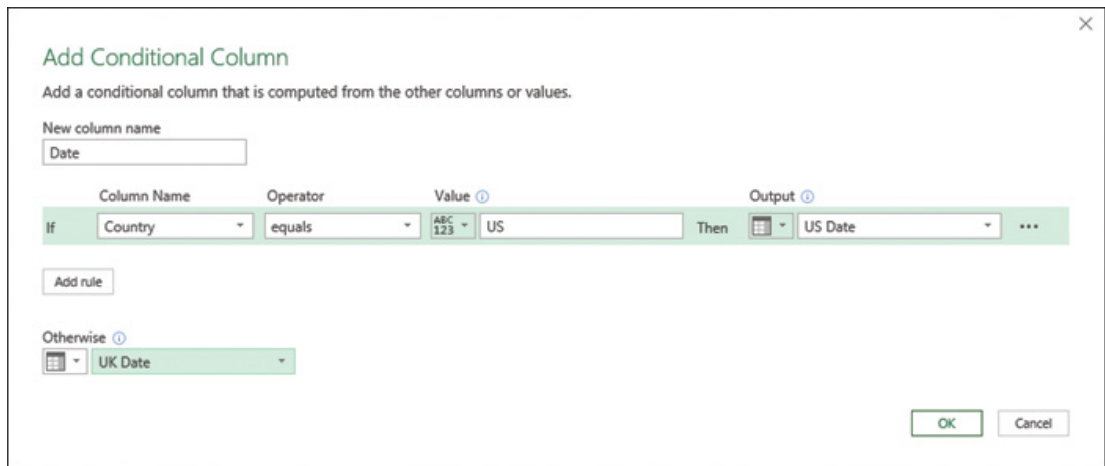 Add Conditional Column
Add a conditional column that is computed from the other columns or values.
New column name
Date
Column Name Operator Value Output
If Country equals ABC 123 US Then US Date ...
Add rule
Otherwise
UK Date
OK Cancel